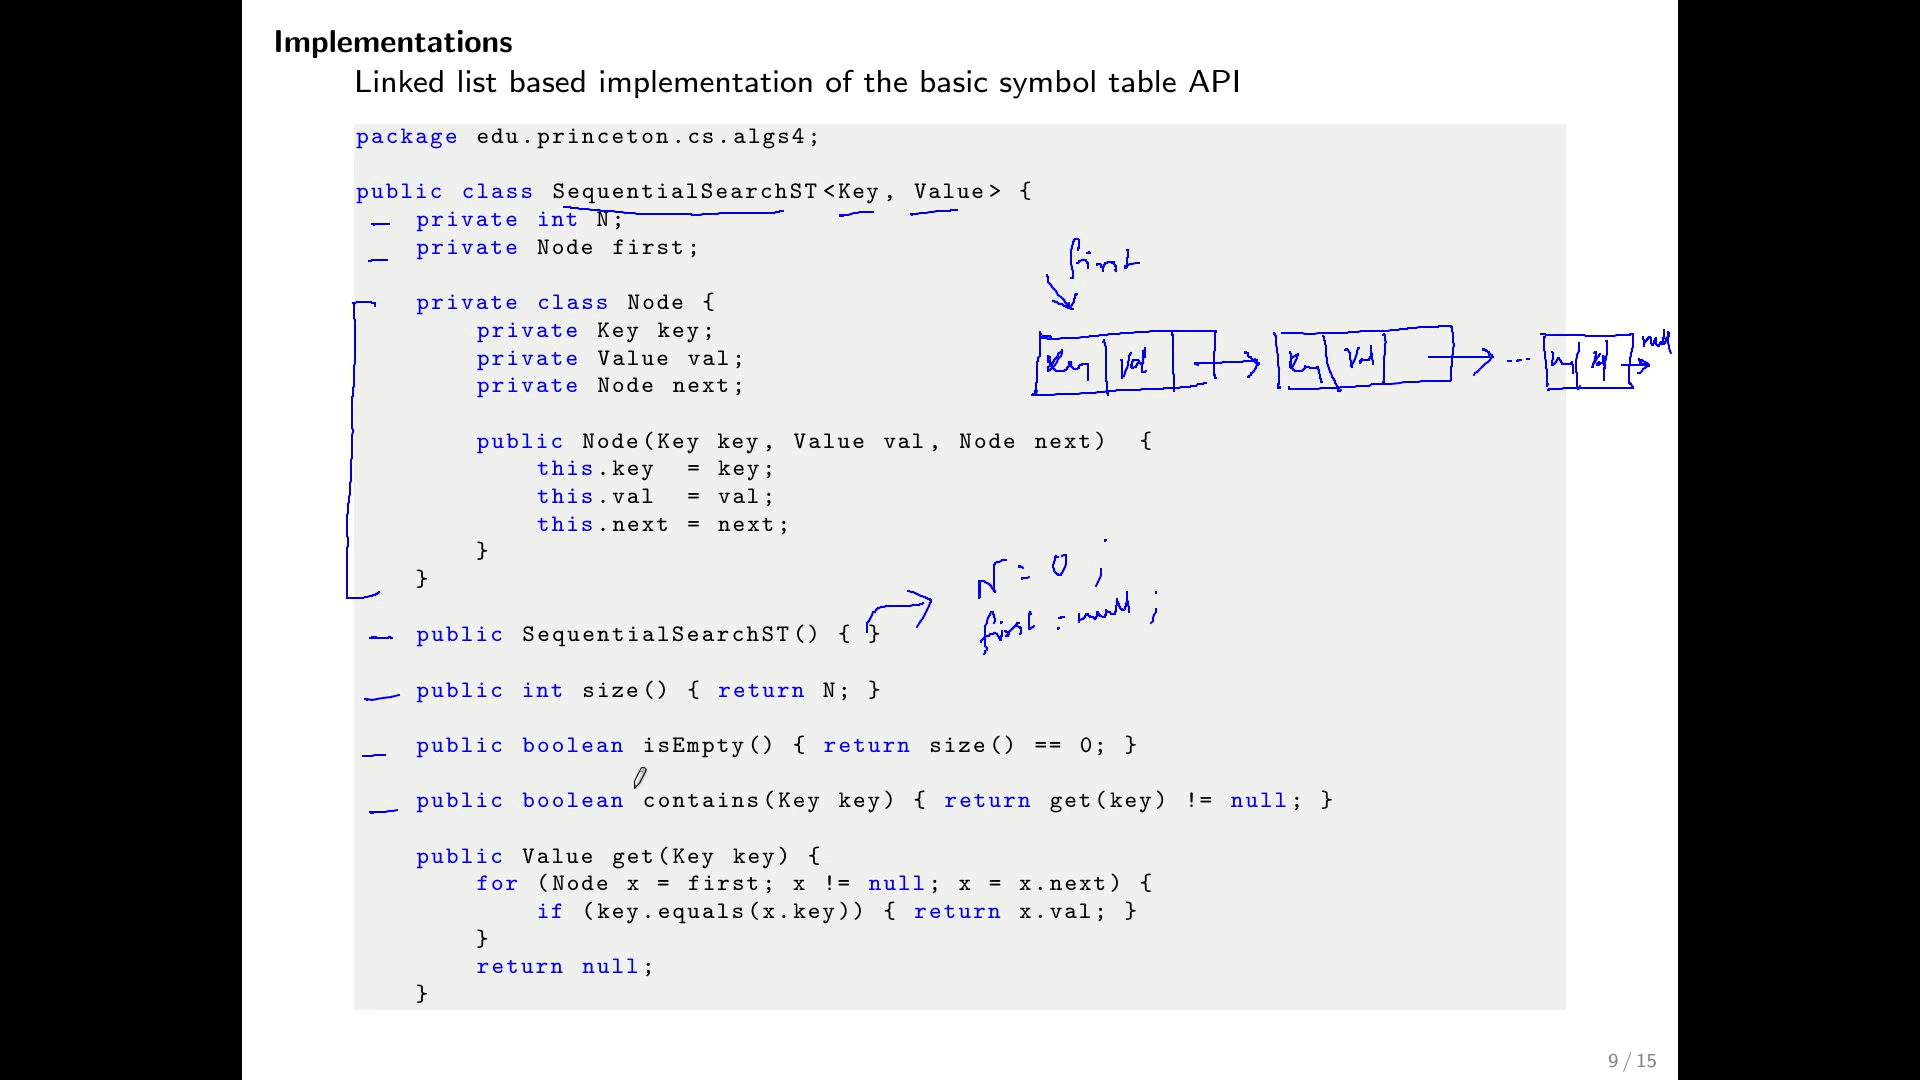 Implementations
Linked list based implementation of the basic symbol table API
package edu.princeton.cs.algs4;
public class SequentialSearchST<Key, Value> {
private int N;
private Node first;
first
private class Node {
private Key key;
private Value val;
private Node next;
Key val
Key Val
...
key val
null
public Node(Key key, Value val, Node next) {
this.key = key;
this.val = val;
this.next = next;
}
}
N = 0 ;
first = null ;
public SequentialSearchST() { }
public int size() { return N; }
public boolean isEmpty() { return size() == 0; }
public boolean contains(Key key) { return get(key) != null; }
public Value get(Key key) {
for (Node x = first; x != null; x = x.next) {
if (key.equals(x.key)) { return x.val; }
}
return null;
}
9 / 15